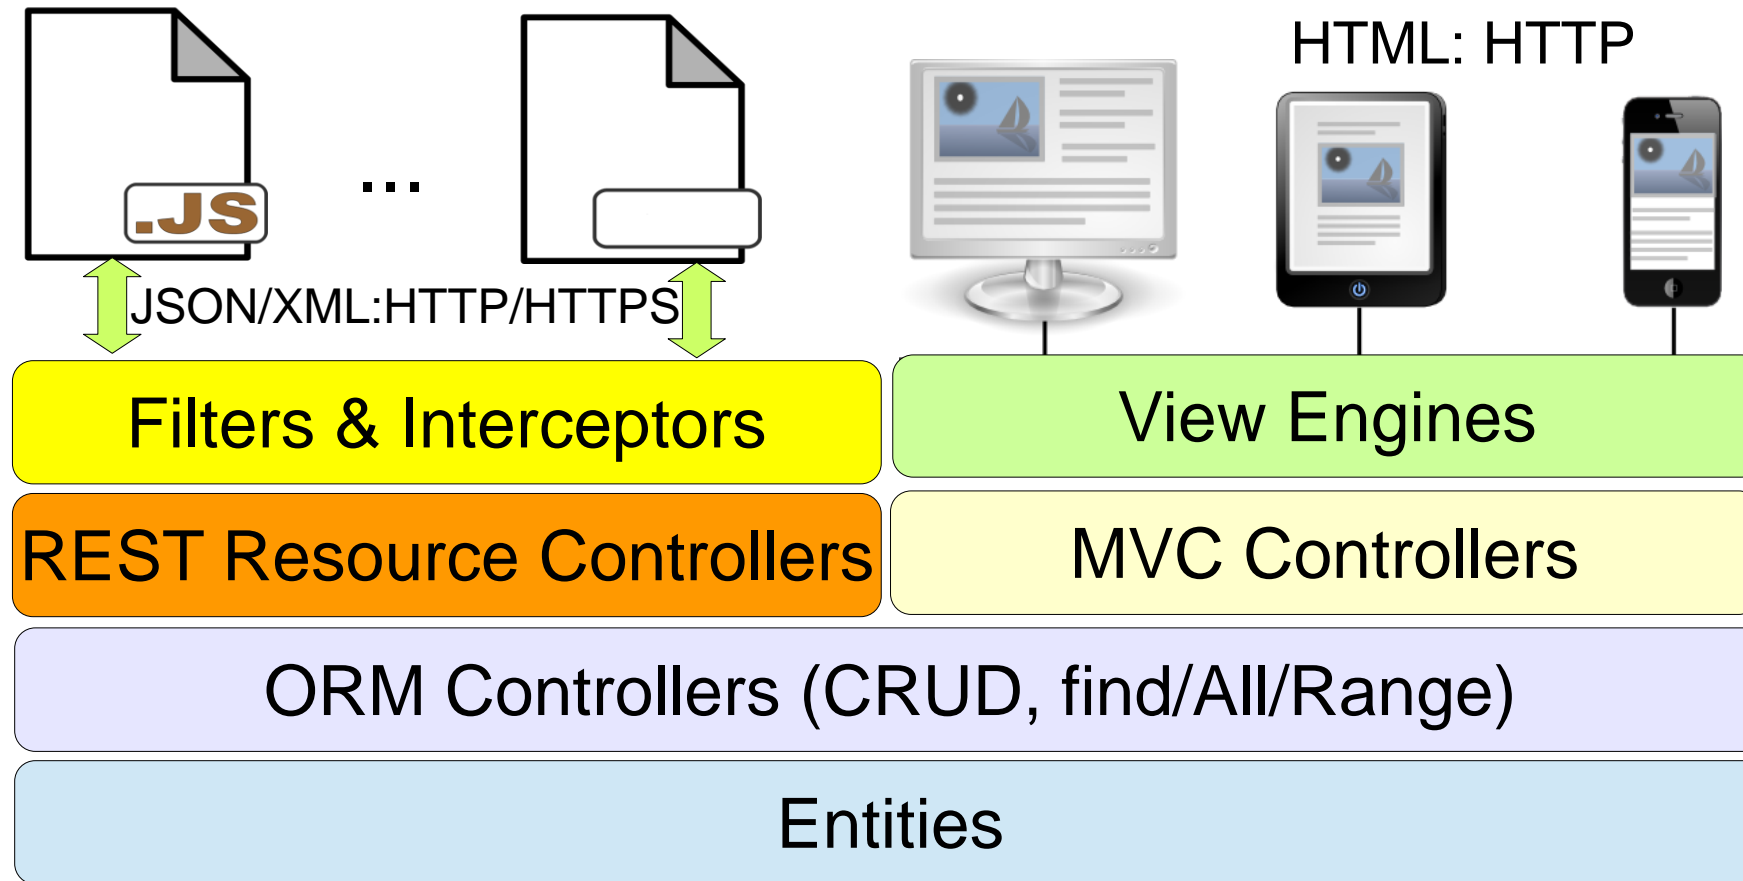 HTML: HTTP
.JS
...
JSON/XML:HTTP/HTTPS
Filters & Interceptors
View Engines
REST Resource Controllers
MVC Controllers
ORM Controllers (CRUD, find/All/Range)
Entities